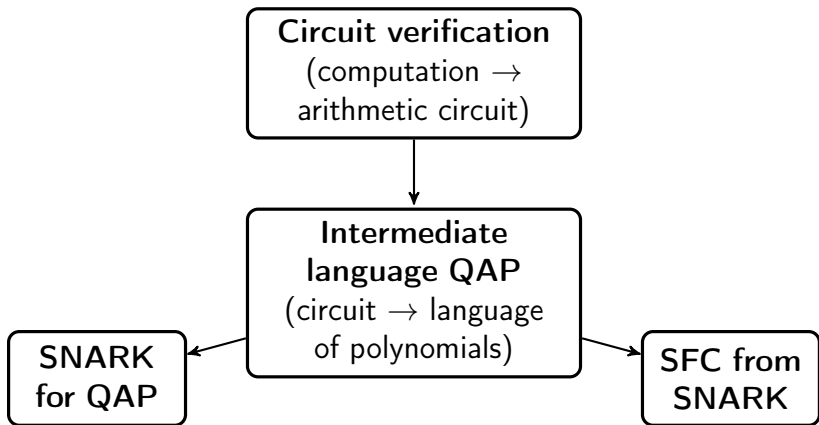 Circuit verification
(computation →
arithmetic circuit)
Intermediate
language QAP
(circuit → language
of polynomials)
SNARK
for QAP
SFC from
SNARK